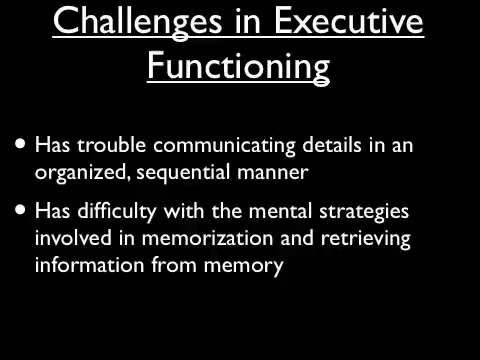 Challenges in Executive
Functioning
• Has trouble communicating details in an
organized, sequential manner
• Has difficulty with the mental strategies
involved in memorization and retrieving
information from memory